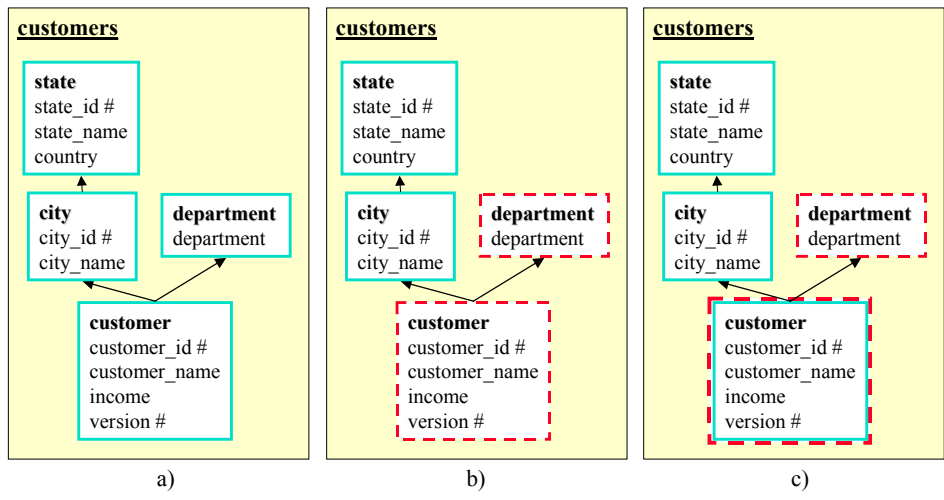 customers
state
state_id #
state_name
country
city
city_id #
city_name
department
department
customer
customer_id #
customer_name
income
version #
a)
customers
state
state_id #
state_name
country
city
city_id #
city_name
department
department
customer
customer_id #
customer_name
income
version #
b)
customers
state
state_id #
state_name
country
city
city_id #
city_name
department
department
customer
customer_id #
customer_name
income
version #
c)